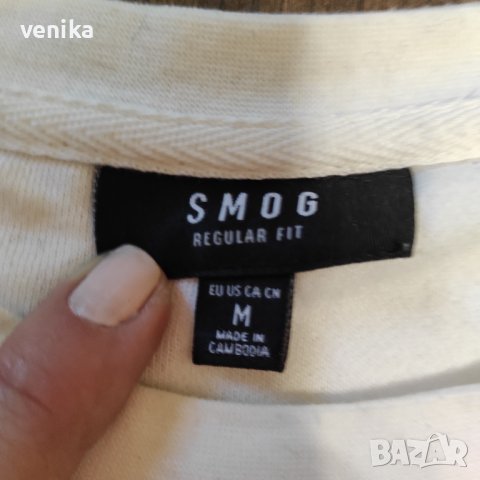 venika
SMOG
REGULAR FIT
EU US CA CN
M
MADE IN
CAMBODIA
BAZAR